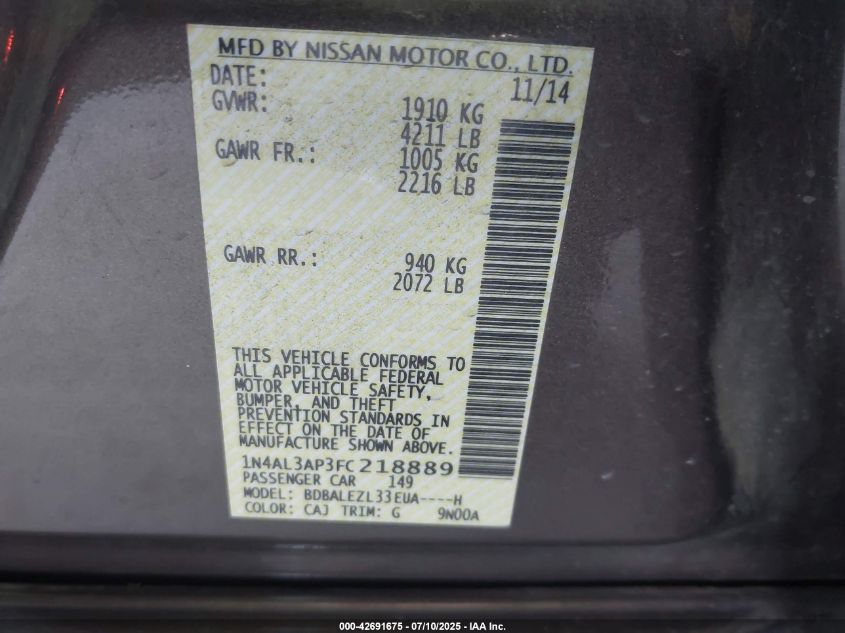 MFD BY NISSAN MOTOR CO., LTD.
DATE: 11/14
GVWR: 1910 KG
4211 LB
GAWR FR.: 1005 KG
2216 LB
GAWR RR.: 940 KG
2072 LB
THIS VEHICLE CONFORMS TO
ALL APPLICABLE FEDERAL
MOTOR VEHICLE SAFETY,
BUMPER, AND THEFT
PREVENTION STANDARDS IN
EFFECT ON THE DATE OF
MANUFACTURE SHOWN ABOVE.
1N4AL3AP3FC218889
PASSENGER CAR 149
MODEL: BDBALEZL33EUA----H
COLOR: CAJ TRIM: G 9N00A
000-42691675 - 07/10/2025 - IAA Inc.